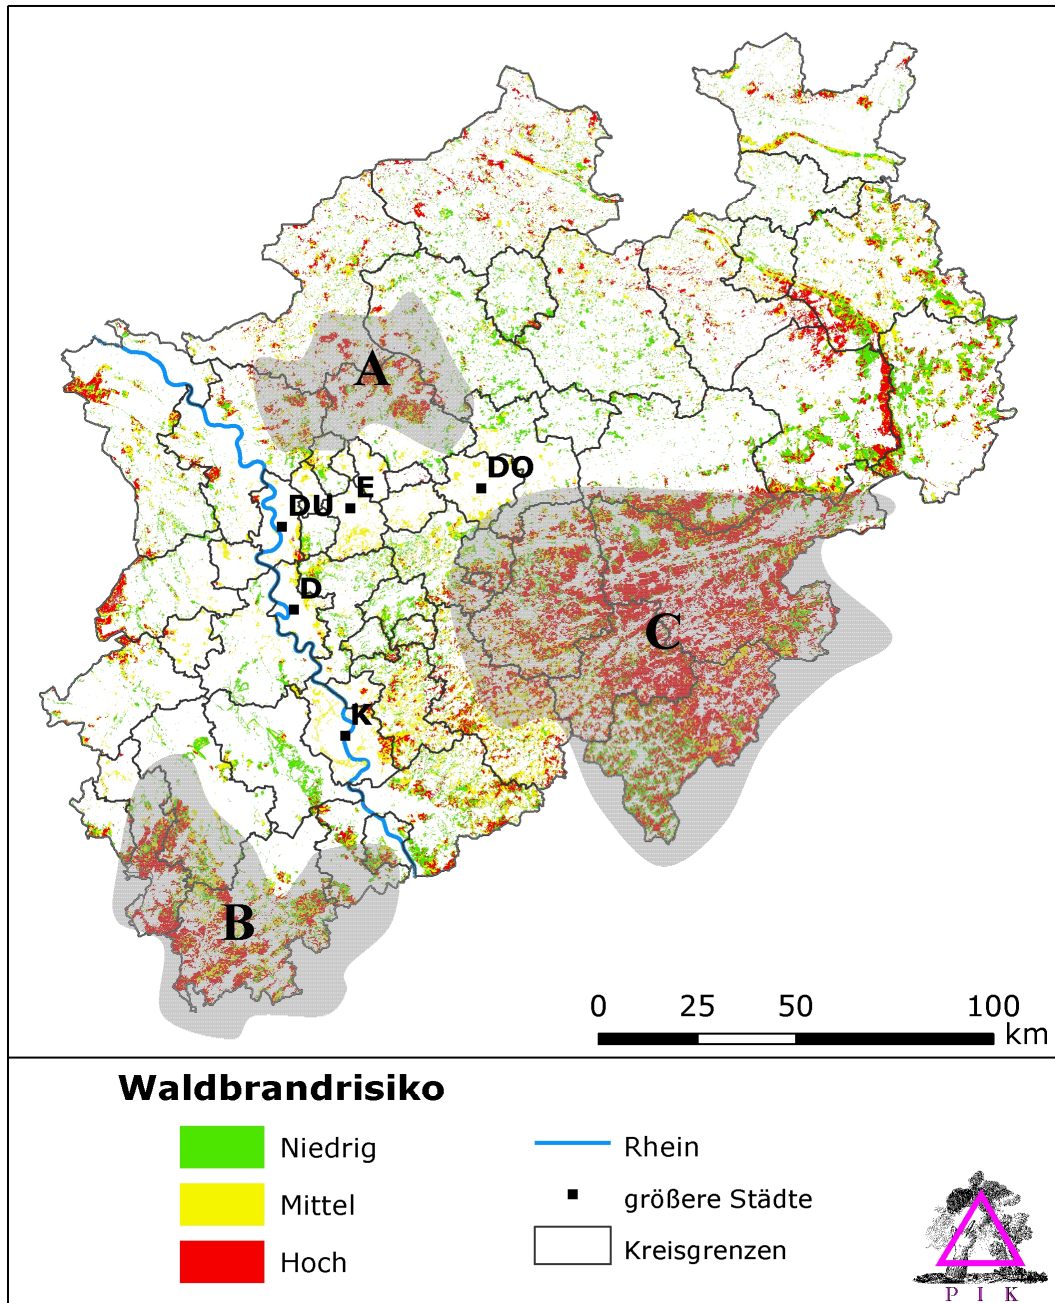 A
DO
E
DU
D
C
K
B
0 25 50 100
km
Waldbrandrisiko
Niedrig
Mittel
Hoch
Rhein
größere Städte
Kreisgrenzen
P I K